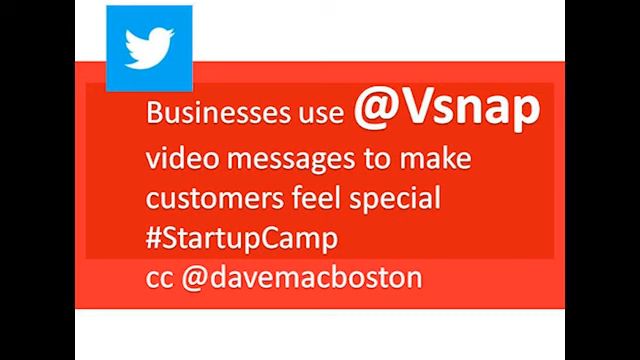 Businesses use @Vsnap
video messages to make
customers feel special
#StartupCamp
cc @davemacboston